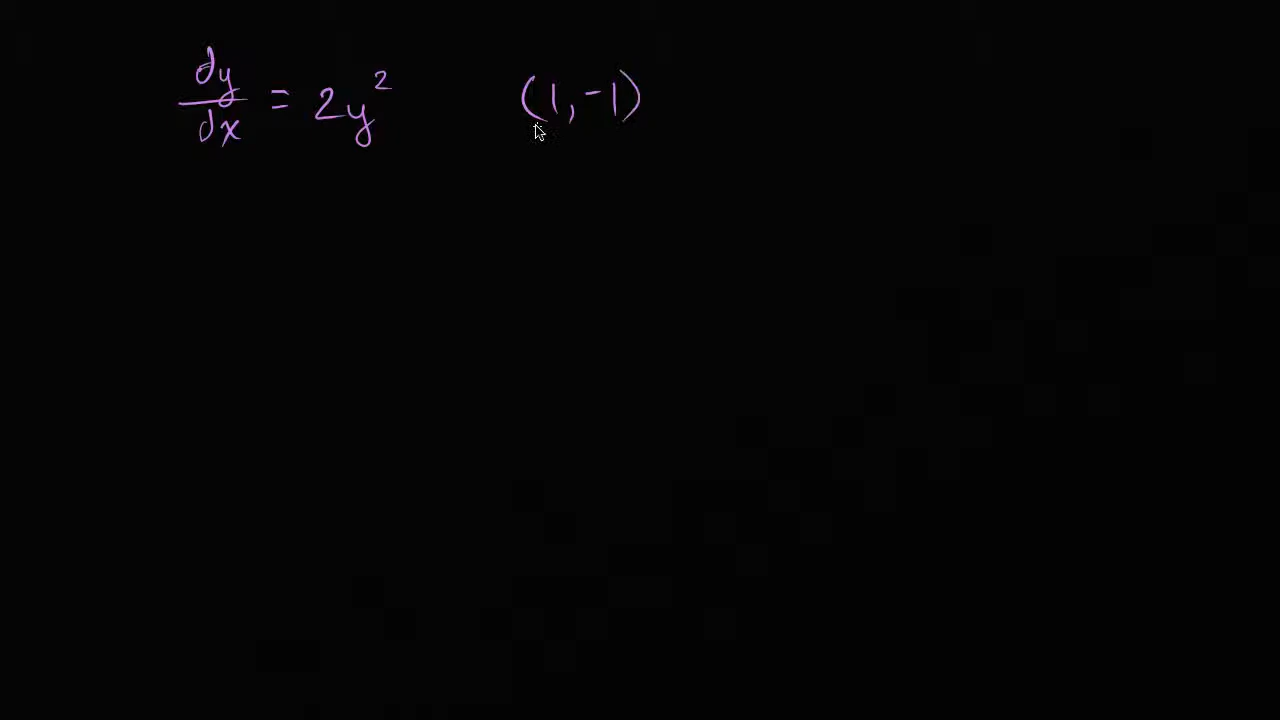 dy/dx = 2y² (1, -1)